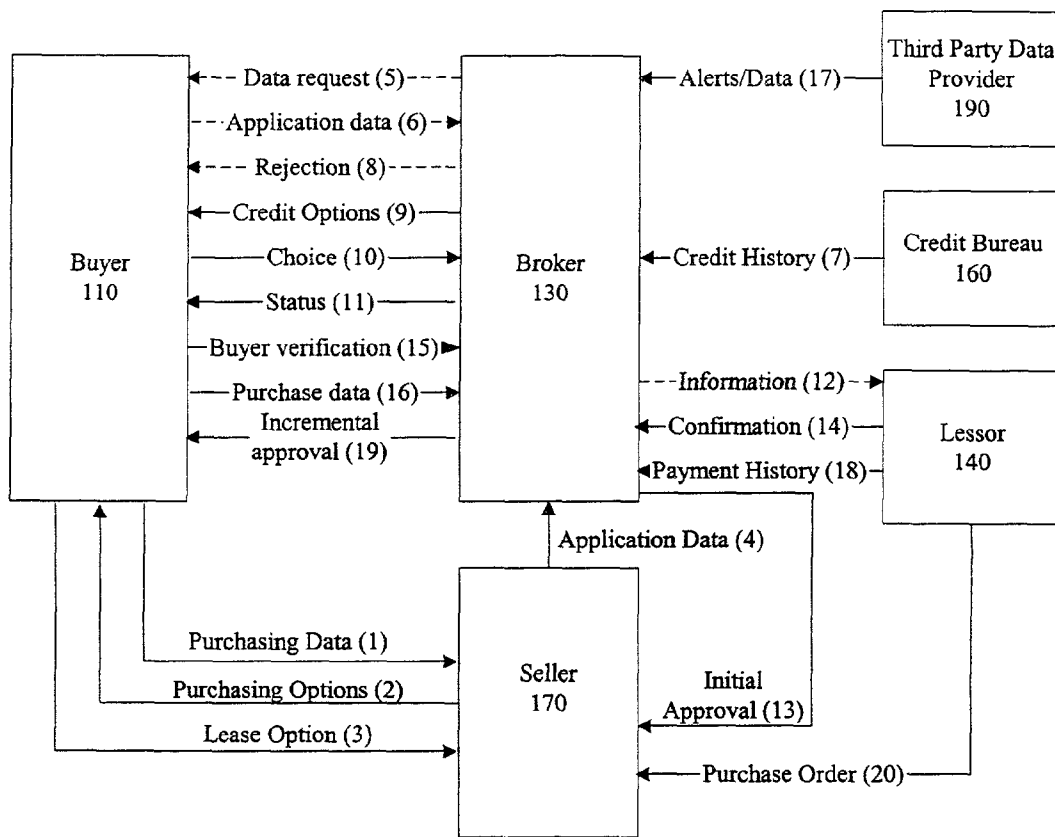 Third Party Data
Provider
190
Data request (5)
Alerts/Data (17)
Application data (6)
Rejection (8)
Credit Options (9)
Buyer
110
Choice (10)
Broker
130
Credit History (7)
Credit Bureau
160
Status (11)
Buyer verification (15)
Purchase data (16)
Information (12)
Incremental
approval (19)
Confirmation (14)
Lessor
140
Payment History (18)
Application Data (4)
Purchasing Data (1)
Purchasing Options (2)
Lease Option (3)
Seller
170
Initial
Approval (13)
Purchase Order (20)